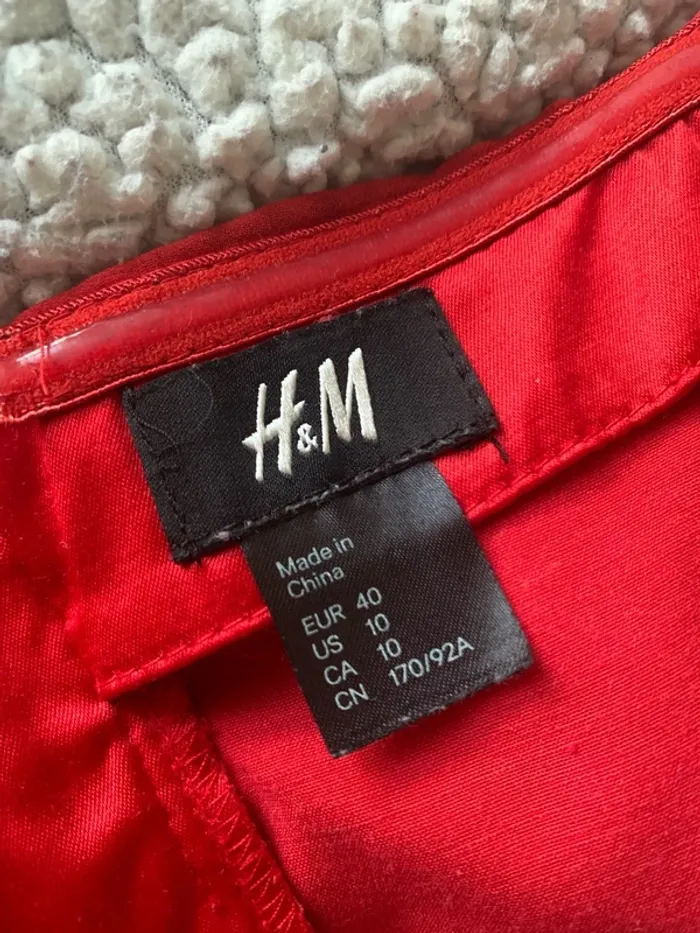 H&M
Made in
China
EUR 40
US 10
CA 10
CN 170/92A